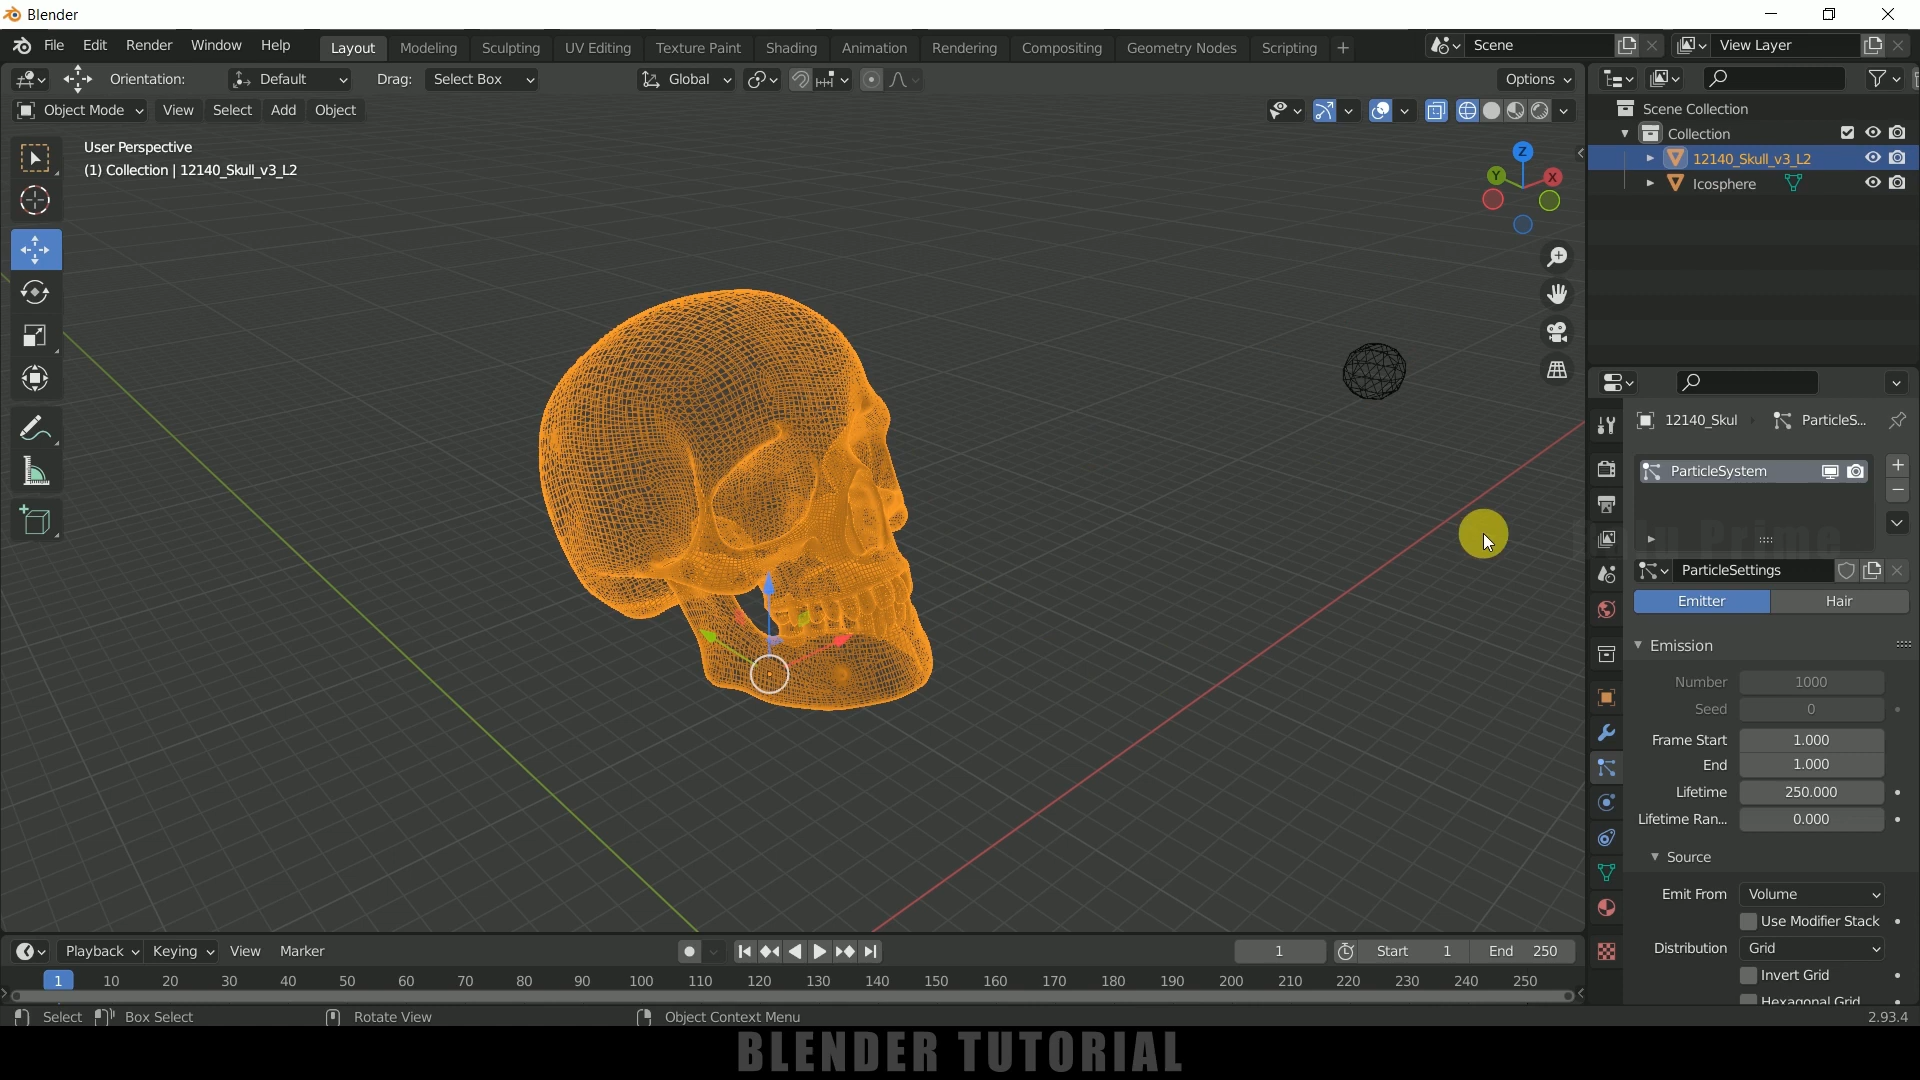 Blender
File Edit Render Window Help Layout Modeling Sculpting UV Editing Texture Paint Shading Animation Rendering Compositing Geometry Nodes Scripting + Scene View Layer
Orientation: Default Drag: Select Box Global Options
Object Mode View Select Add Object
User Perspective
(1) Collection | 12140_Skull_v3_L2
Z
Y X
Scene Collection
Collection
12140_Skull_v3_L2
Icosphere
12140_Skul ParticleS...
ParticleSystem
ParticleSettings
Emitter Hair
Emission
Number 1000
Seed 0
Frame Start 1.000
End 1.000
Lifetime 250.000
Lifetime Ran... 0.000
Source
Emit From Volume
Use Modifier Stack
Distribution Grid
Invert Grid
Hexagonal Grid
Playback Keying View Marker 1 Start 1 End 250
1 10 20 30 40 50 60 70 80 90 100 110 120 130 140 150 160 170 180 190 200 210 220 230 240 250
Select Box Select Rotate View Object Context Menu 2.93.4
BLENDER TUTORIAL